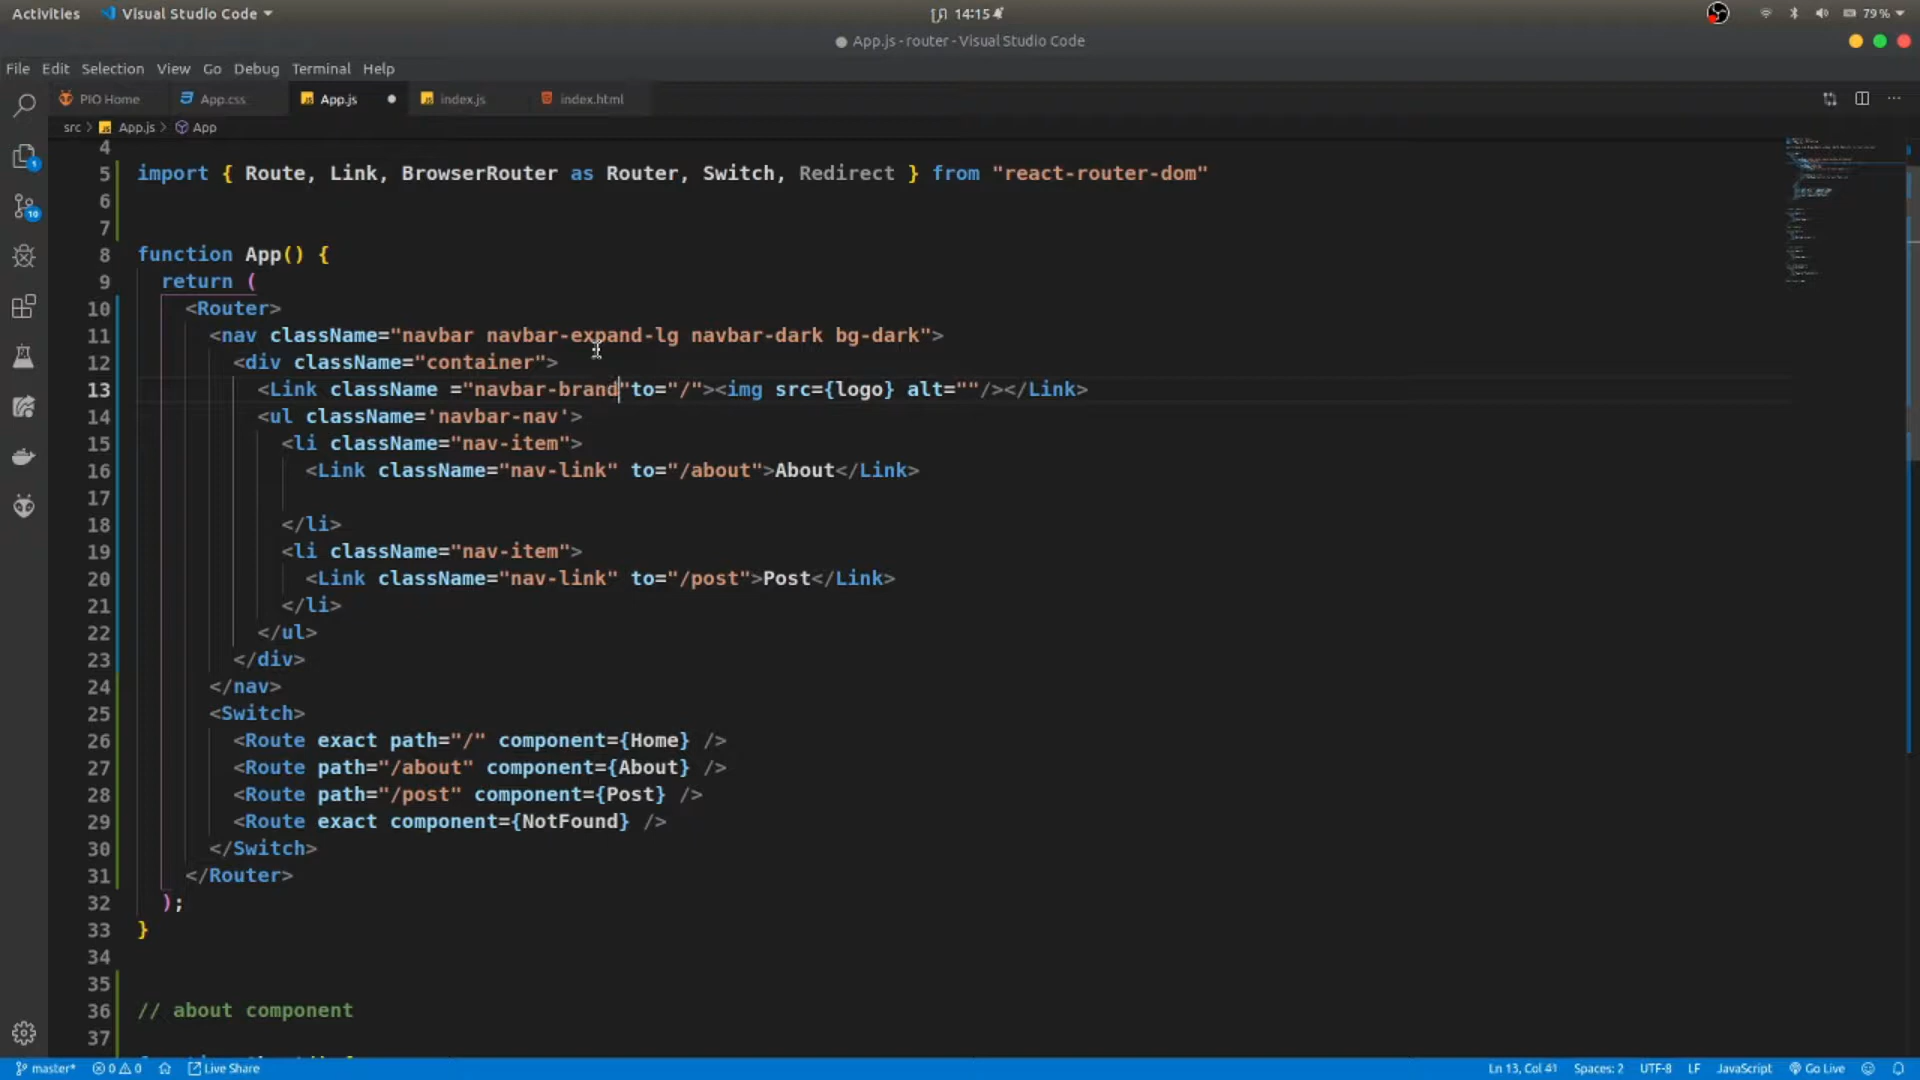 Activities Visual Studio Code 14:15 79%
App.js - router - Visual Studio Code
File Edit Selection View Go Debug Terminal Help
PIO Home App.css App.js index.js index.html
src > App.js > App
4
5 import { Route, Link, BrowserRouter as Router, Switch, Redirect } from "react-router-dom"
6
7
8 function App() {
9 return (
10 <Router>
11 <nav className="navbar navbar-expand-lg navbar-dark bg-dark">
12 <div className="container">
13 <Link className ="navbar-brand"to="/"><img src={logo} alt=""/></Link>
14 <ul className='navbar-nav'>
15 <li className="nav-item">
16 <Link className="nav-link" to="/about">About</Link>
17
18 </li>
19 <li className="nav-item">
20 <Link className="nav-link" to="/post">Post</Link>
21 </li>
22 </ul>
23 </div>
24 </nav>
25 <Switch>
26 <Route exact path="/" component={Home} />
27 <Route path="/about" component={About} />
28 <Route path="/post" component={Post} />
29 <Route exact component={NotFound} />
30 </Switch>
31 </Router>
32 );
33 }
34
35
36 // about component
37
1
10
master* 0 0 Live Share Ln 13, Col 41 Spaces: 2 UTF-8 LF JavaScript Go Live